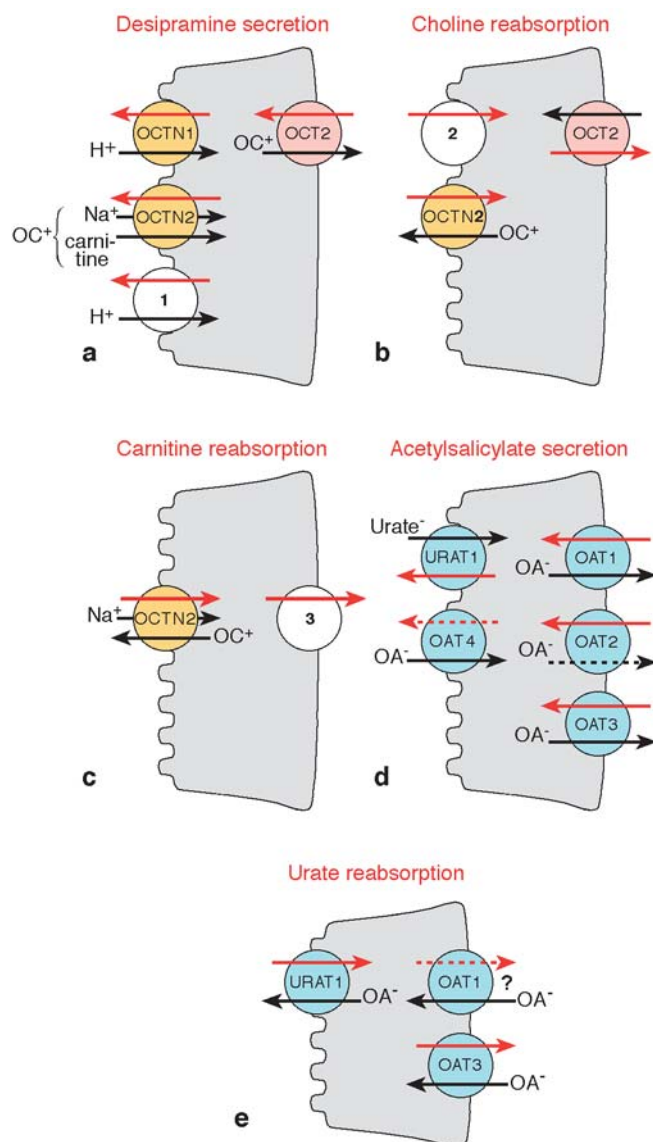 Desipramine secretion
OCTN1
H+
OCT2
OC+
OCTN2
Na+
OC+ { carni-
tine
1
H+
a
Choline reabsorption
2
OCT2
OCTN2
OC+
b
Carnitine reabsorption
Na+
OCTN2
OC+
3
c
Acetylsalicylate secretion
Urate-
URAT1
OAT1
OA-
OAT4
OA-
OAT2
OA-
OAT3
OA-
d
Urate reabsorption
URAT1
OA-
OAT1 ?
OA-
OAT3
OA-
e